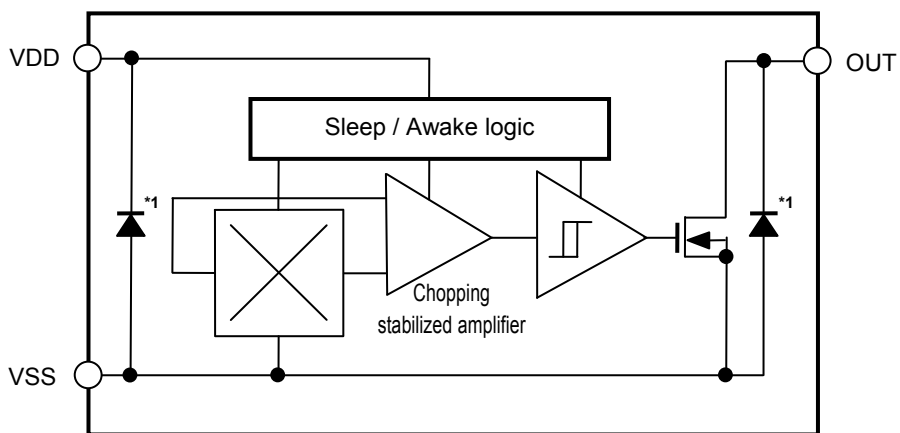 VDD
OUT
Sleep / Awake logic
*1
*1
Chopping
stabilized amplifier
VSS